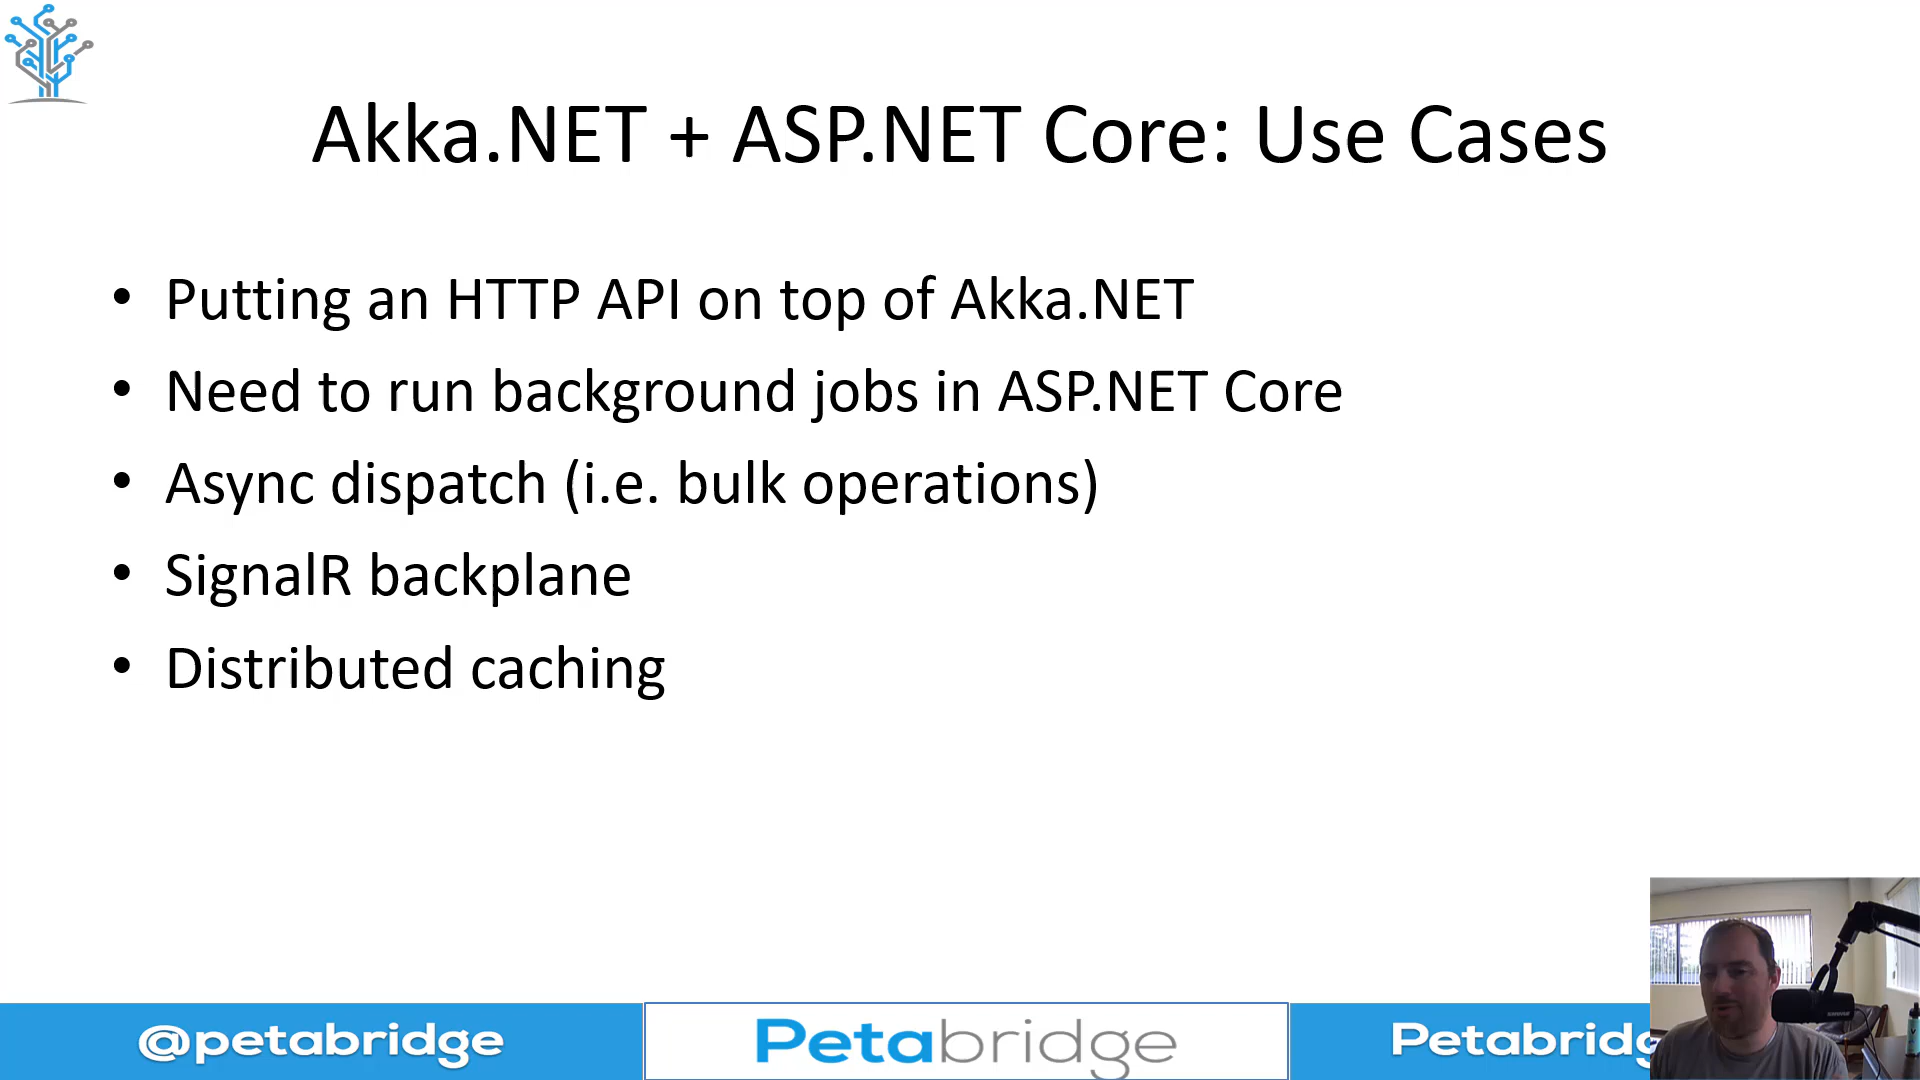 Akka.NET + ASP.NET Core: Use Cases
• Putting an HTTP API on top of Akka.NET
• Need to run background jobs in ASP.NET Core
• Async dispatch (i.e. bulk operations)
• SignalR backplane
• Distributed caching
@petabridge
Petabridge
Petabridg